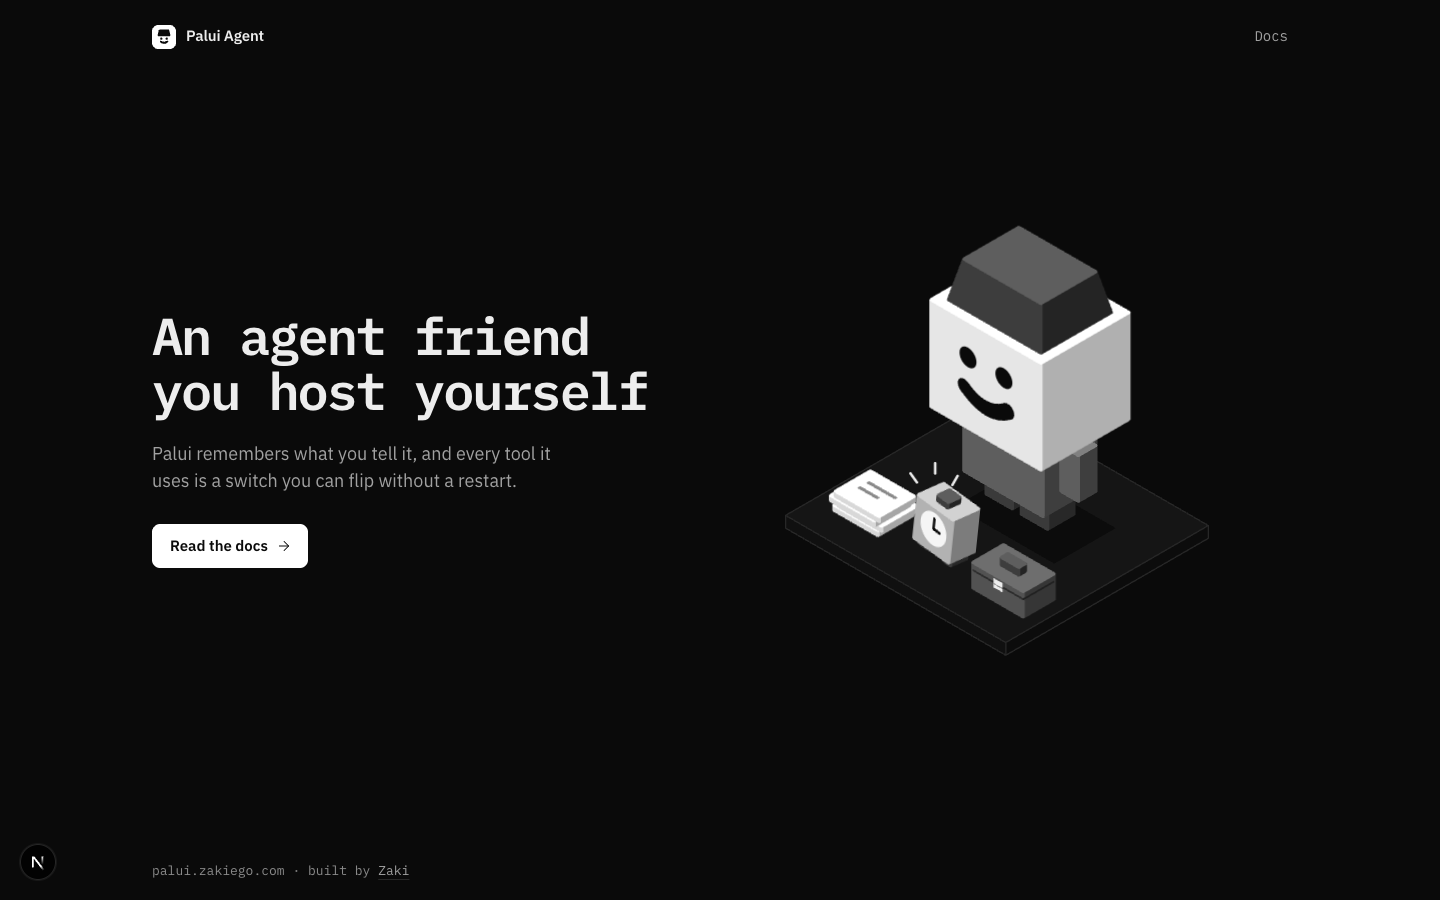 Palui Agent
Docs
An agent friend
you host yourself
Palui remembers what you tell it, and every tool it
uses is a switch you can flip without a restart.
Read the docs →
N
palui.zakiego.com · built by Zaki